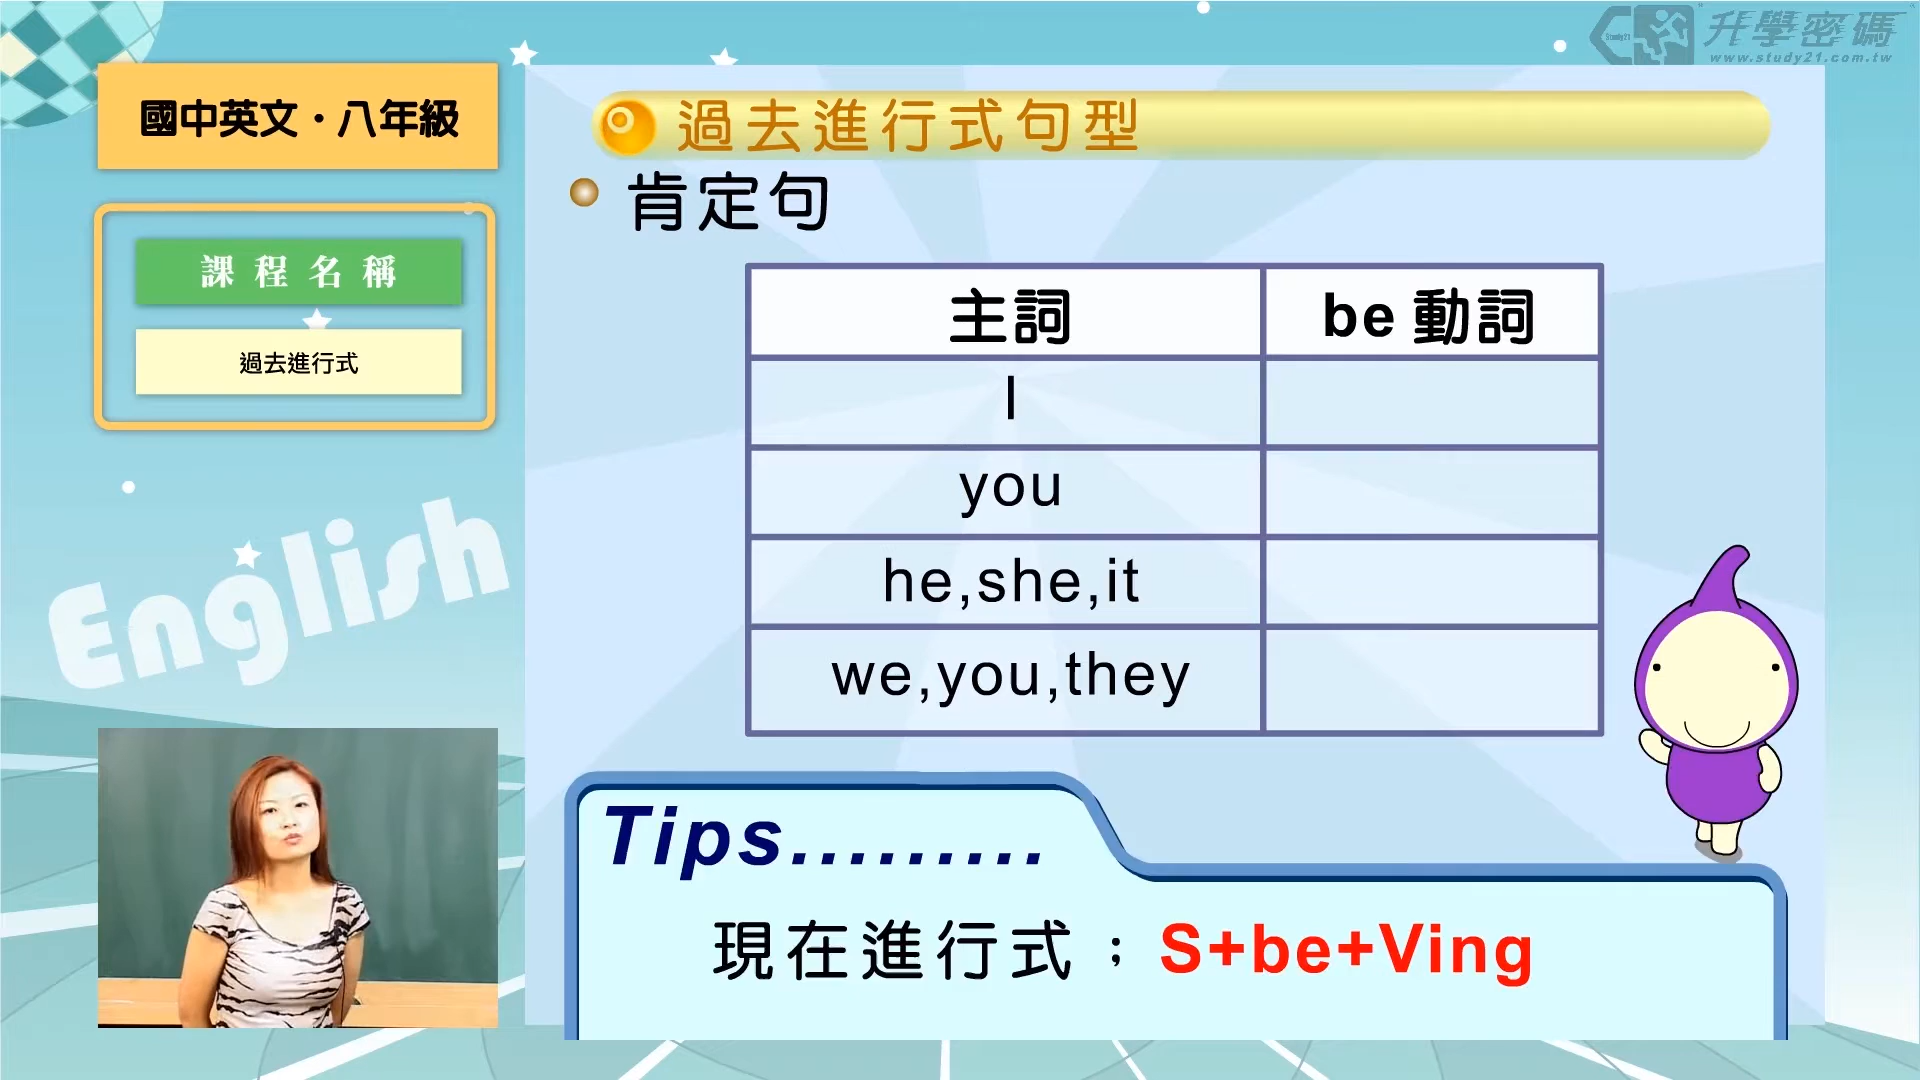 Study21
升學密碼
www.study21.com.tw
國中英文・八年級
課程名稱
過去進行式
English
過去進行式句型
肯定句
主詞 be 動詞
I
you
he,she,it
we,you,they
Tips.........
現在進行式；S+be+Ving